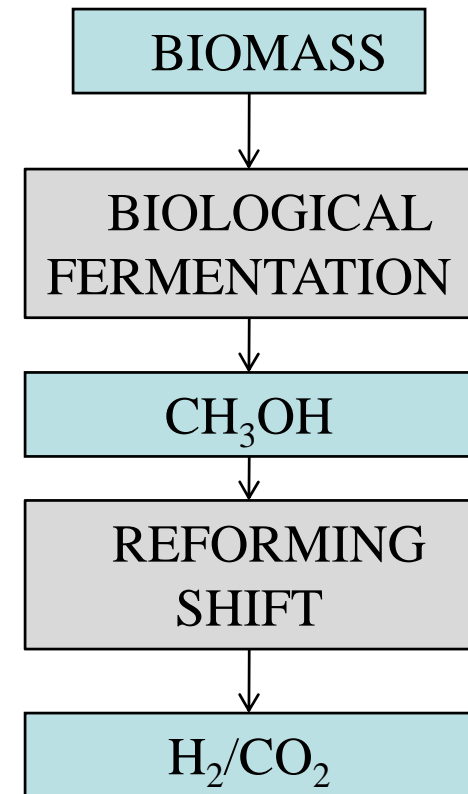 BIOMASS
BIOLOGICAL
FERMENTATION
CH₃OH
REFORMING
SHIFT
H₂/CO₂